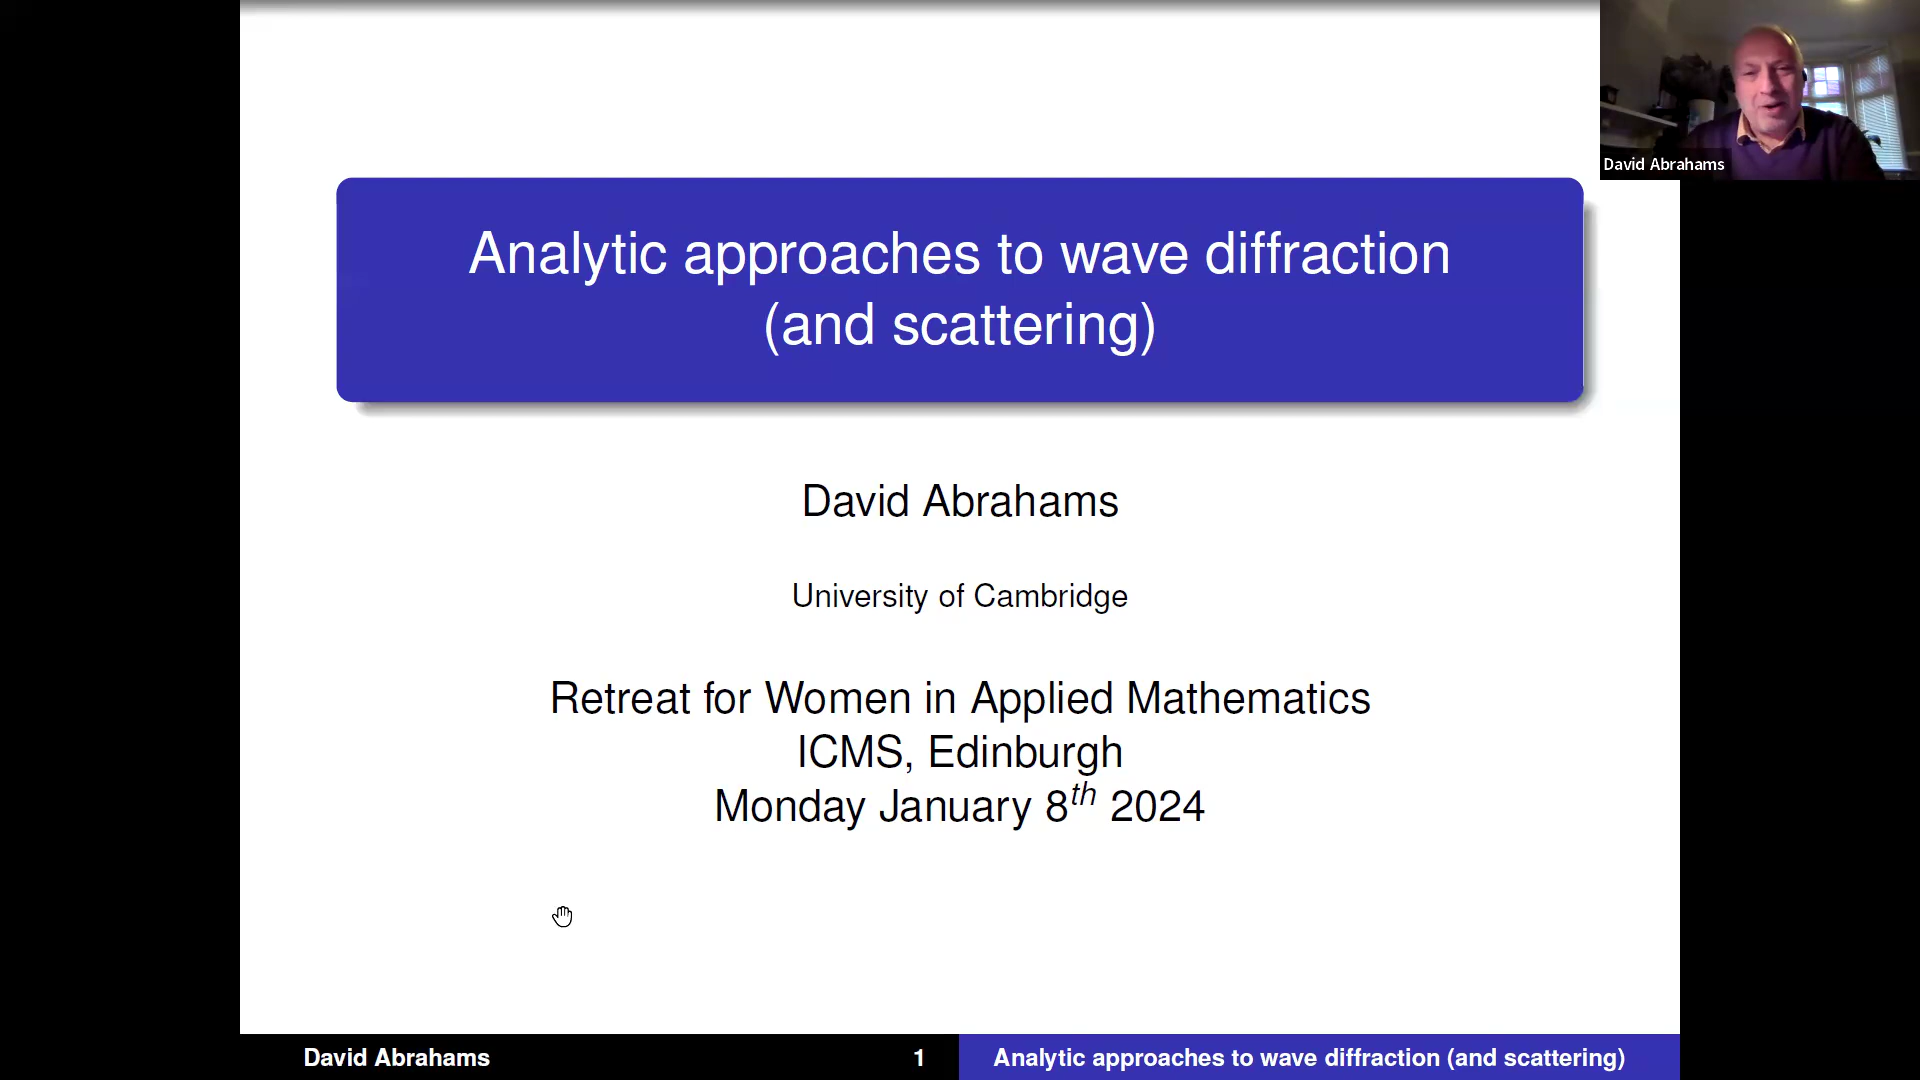 Analytic approaches to wave diffraction
(and scattering)
David Abrahams
David Abrahams
University of Cambridge
Retreat for Women in Applied Mathematics
ICMS, Edinburgh
Monday January 8th 2024
David Abrahams
1
Analytic approaches to wave diffraction (and scattering)